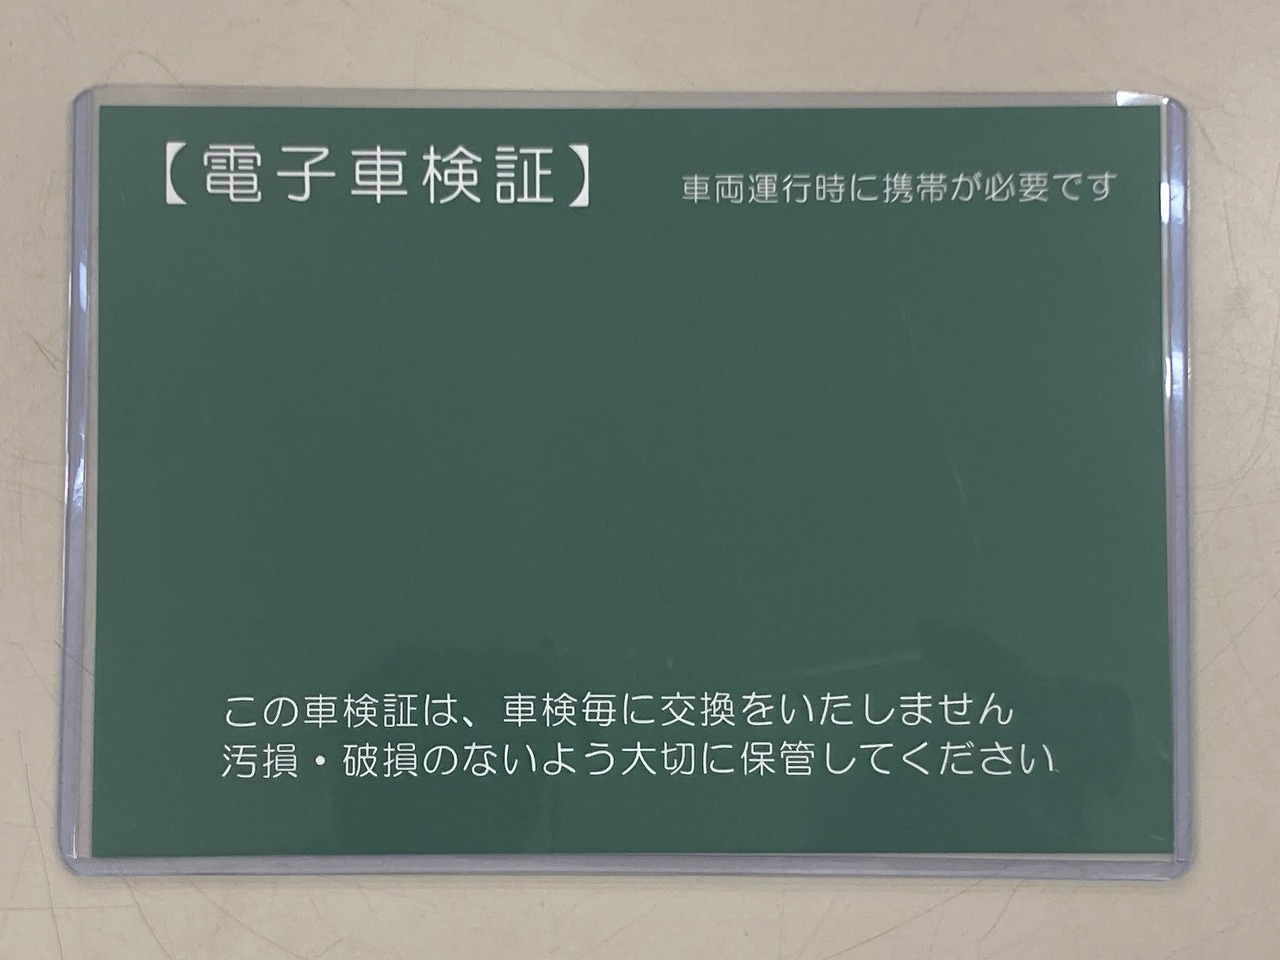 【電子車検証】 車両運行時に携帯が必要です
この車検証は、車検毎に交換をいたしません
汚損・破損のないよう大切に保管してください